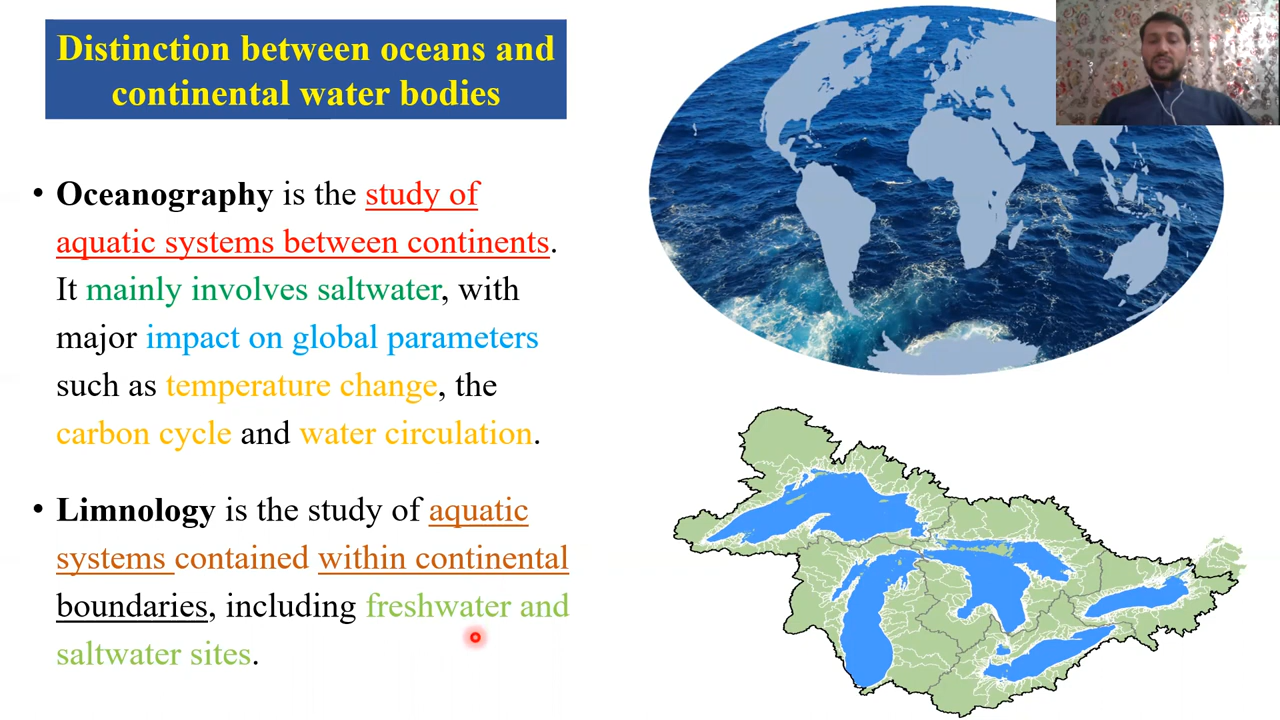 Distinction between oceans and
continental water bodies
• Oceanography is the study of
aquatic systems between continents.
It mainly involves saltwater, with
major impact on global parameters
such as temperature change, the
carbon cycle and water circulation.
• Limnology is the study of aquatic
systems contained within continental
boundaries, including freshwater and
saltwater sites.